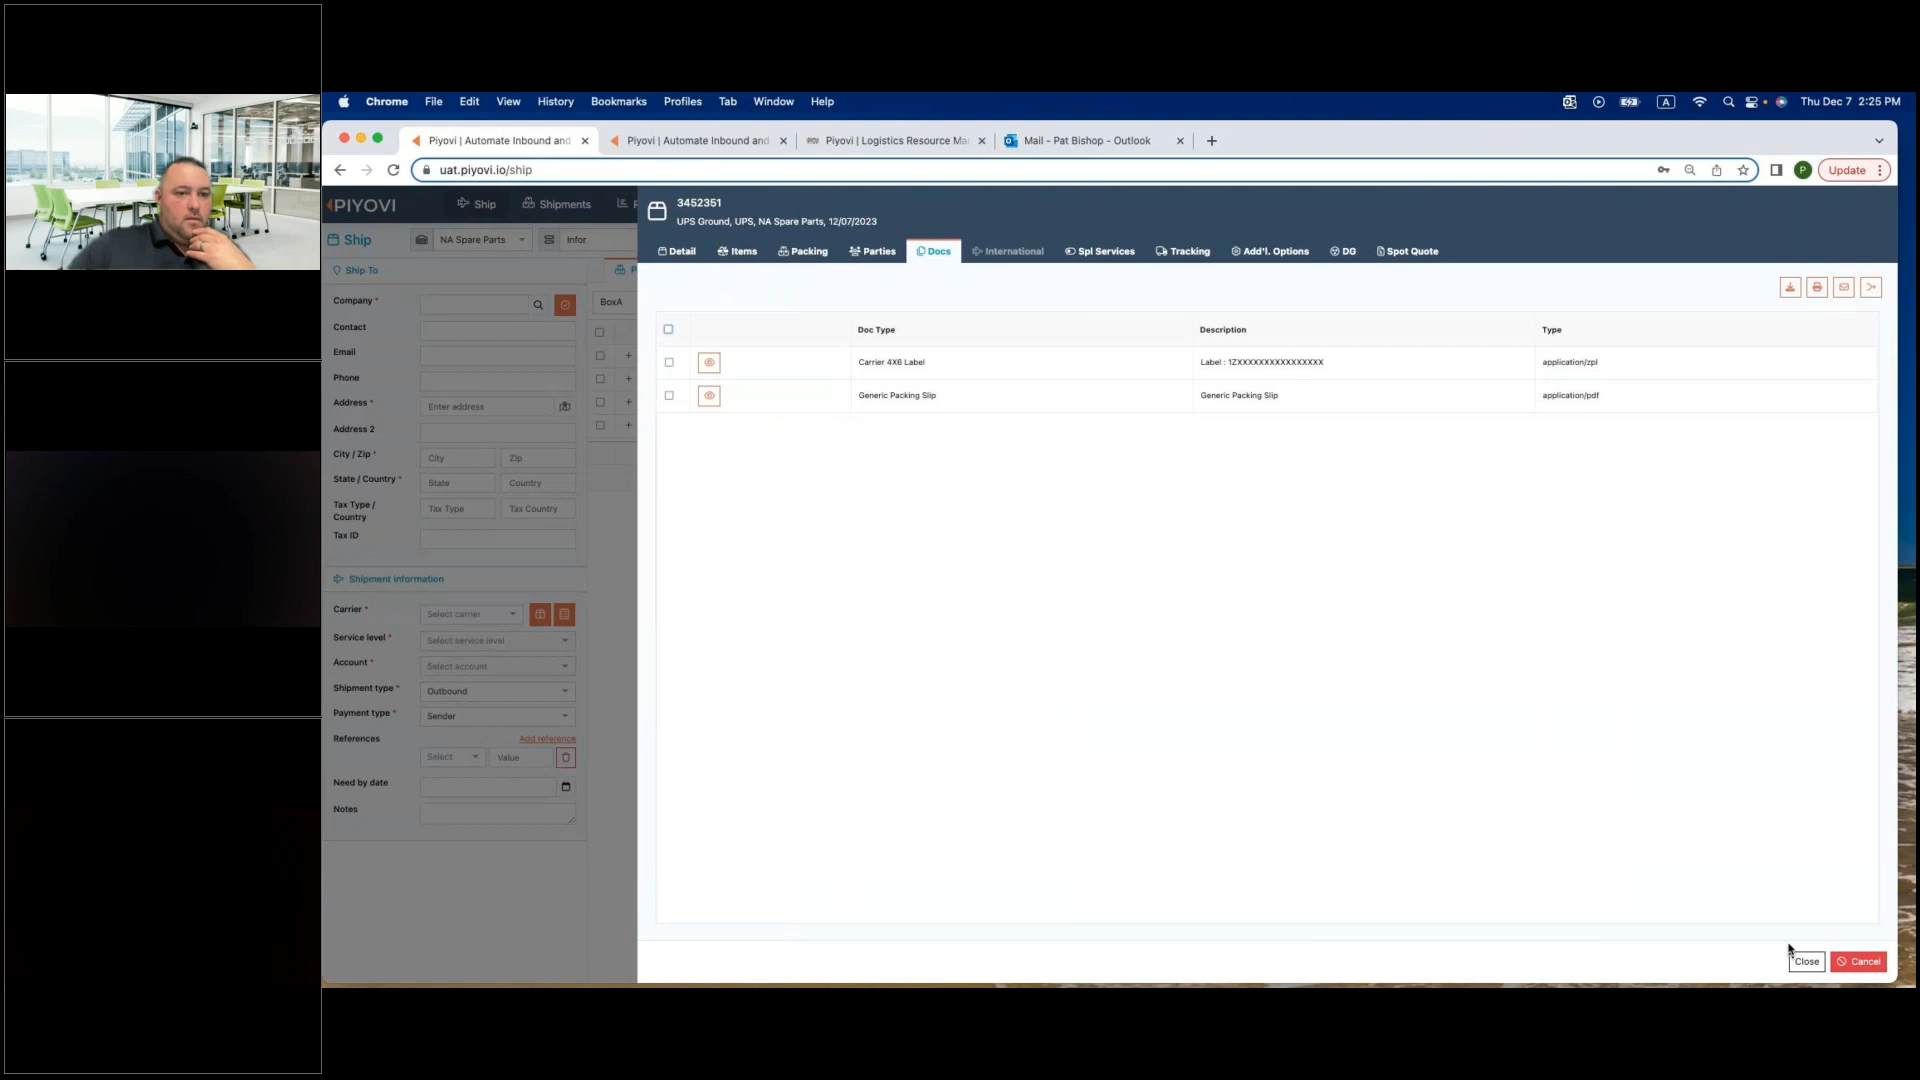 Chrome File Edit View History Bookmarks Profiles Tab Window Help Thu Dec 7 2:25 PM
Piyovi | Automate Inbound and Piyovi | Automate Inbound and Piyovi | Logistics Resource Ma Mail - Pat Bishop - Outlook
uat.piyovi.io/ship P Update
PIYOVI Ship Shipments
3452351
UPS Ground, UPS, NA Spare Parts, 12/07/2023
Ship NA Spare Parts Infor
Detail Items Packing Parties Docs International Spl Services Tracking Add'l. Options DG Spot Quote
Ship To
Company *
BoxA
Contact
Email
Phone
Address * Enter address
Address 2
City / Zip * City Zip
State / Country * State Country
Tax Type / Country Tax Type Tax Country
Tax ID
Doc Type Description Type
Carrier 4X6 Label Label : 1ZXXXXXXXXXXXXXXXX application/zpl
Generic Packing Slip Generic Packing Slip application/pdf
Shipment information
Carrier * Select carrier
Service level * Select service level
Account * Select account
Shipment type * Outbound
Payment type * Sender
References Add reference
Select Value
Need by date
Notes
Close Cancel